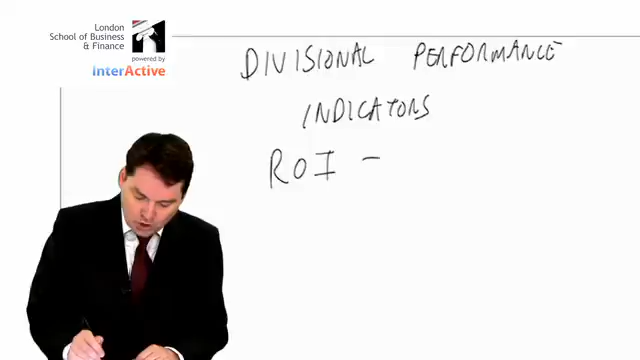 London
School of Business
& Finance
powered by
InterActive
DIVISIONAL PERFORMANCE
INDICATORS
ROI -